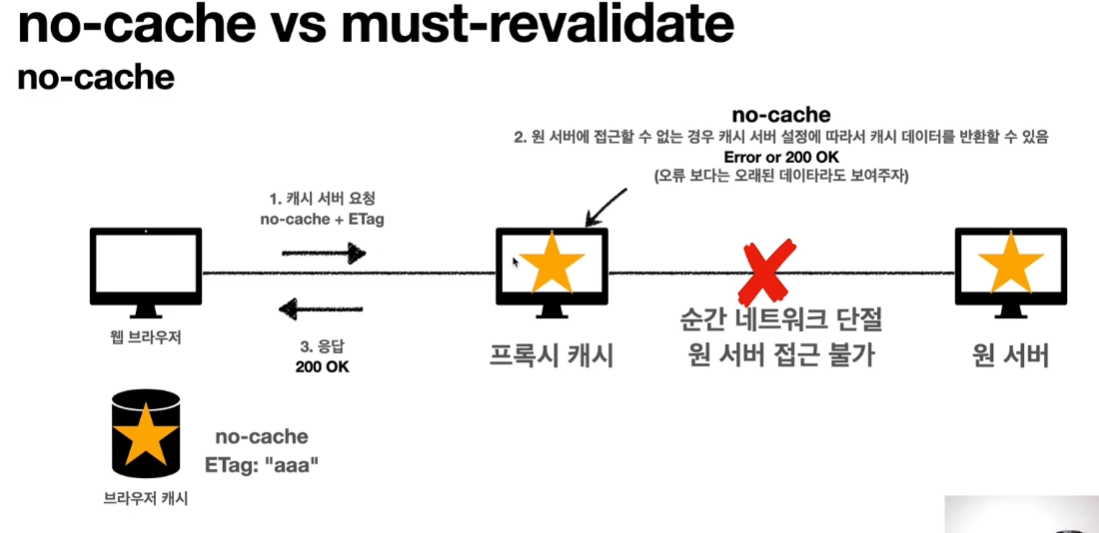 no-cache vs must-revalidate
no-cache
no-cache
2. 원 서버에 접근할 수 없는 경우 캐시 서버 설정에 따라서 캐시 데이터를 반환할 수 있음
Error or 200 OK
(오류 보다는 오래된 데이타라도 보여주자)
1. 캐시 서버 요청
no-cache + ETag
웹 브라우저
3. 응답
200 OK
프록시 캐시
순간 네트워크 단절
원 서버 접근 불가
원 서버
no-cache
ETag: "aaa"
브라우저 캐시